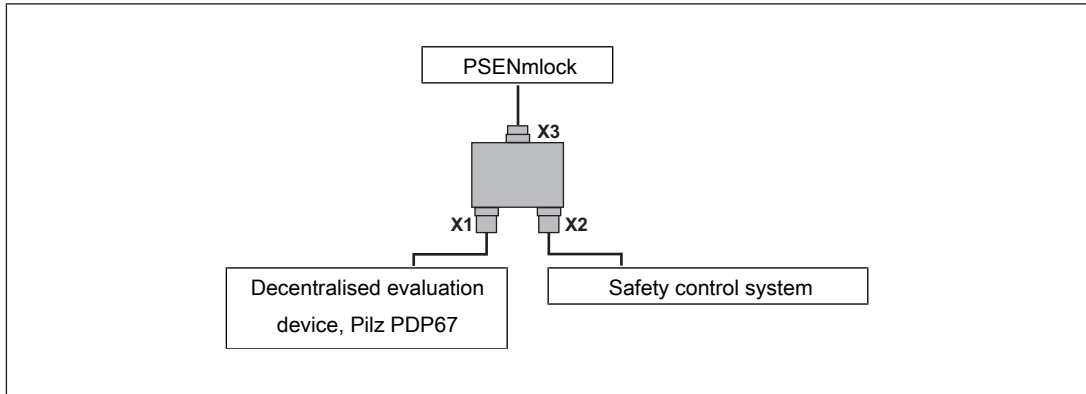 PSENmlock
X3
X1
X2
Decentralised evaluation
device, Pilz PDP67
Safety control system